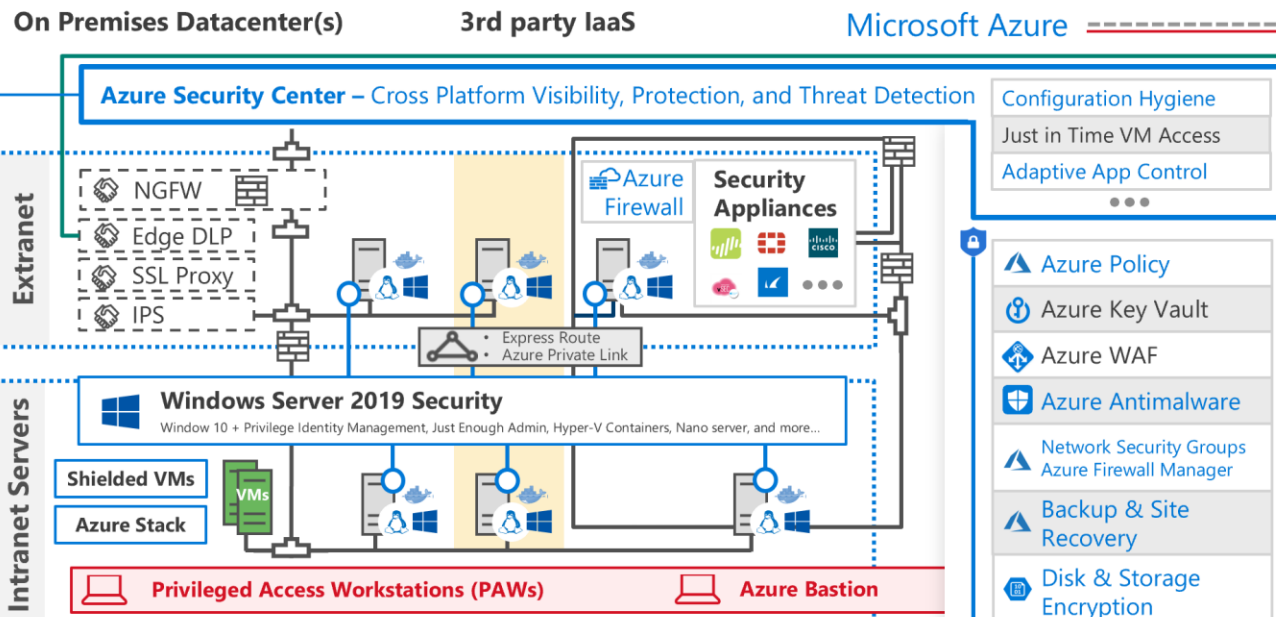 On Premises Datacenter(s)
3rd party IaaS
Microsoft Azure
Azure Security Center – Cross Platform Visibility, Protection, and Threat Detection
Configuration Hygiene
Just in Time VM Access
Adaptive App Control
Extranet
NGFW
Edge DLP
SSL Proxy
IPS
Azure
Firewall
Security
Appliances
CISCO
• Express Route
• Azure Private Link
Azure Policy
Azure Key Vault
Azure WAF
Azure Antimalware
Network Security Groups
Azure Firewall Manager
Backup & Site
Recovery
Disk & Storage
Encryption
Intranet Servers
Windows Server 2019 Security
Window 10 + Privilege Identity Management, Just Enough Admin, Hyper-V Containers, Nano server, and more...
Shielded VMs
Azure Stack
VMs
Privileged Access Workstations (PAWs)
Azure Bastion